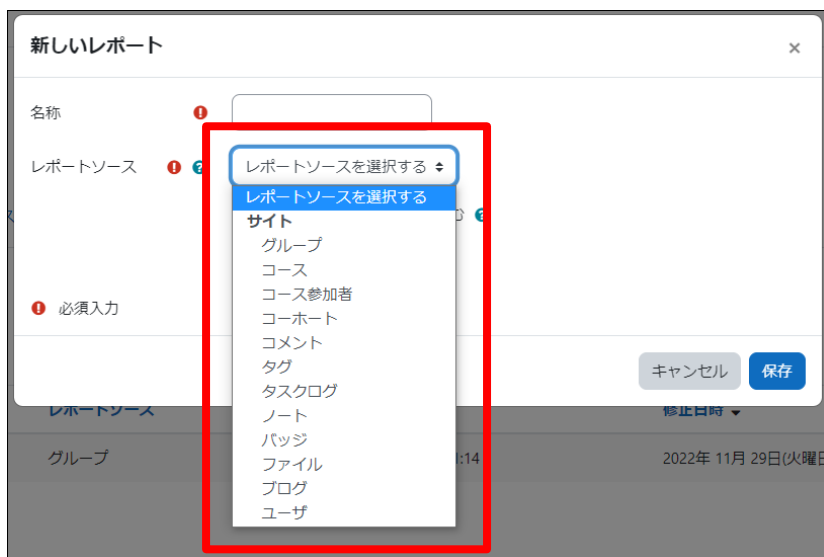 新しいレポート
×
名称
レポートソース
レポートソースを選択する
レポートソースを選択する
サイト
グループ
コース
コース参加者
コーホート
コメント
タグ
タスクログ
ノート
バッジ
ファイル
ブログ
ユーザ
必須入力
キャンセル
保存
レポートソース
修正日時
グループ
:14
2022年 11月 29日(火曜日